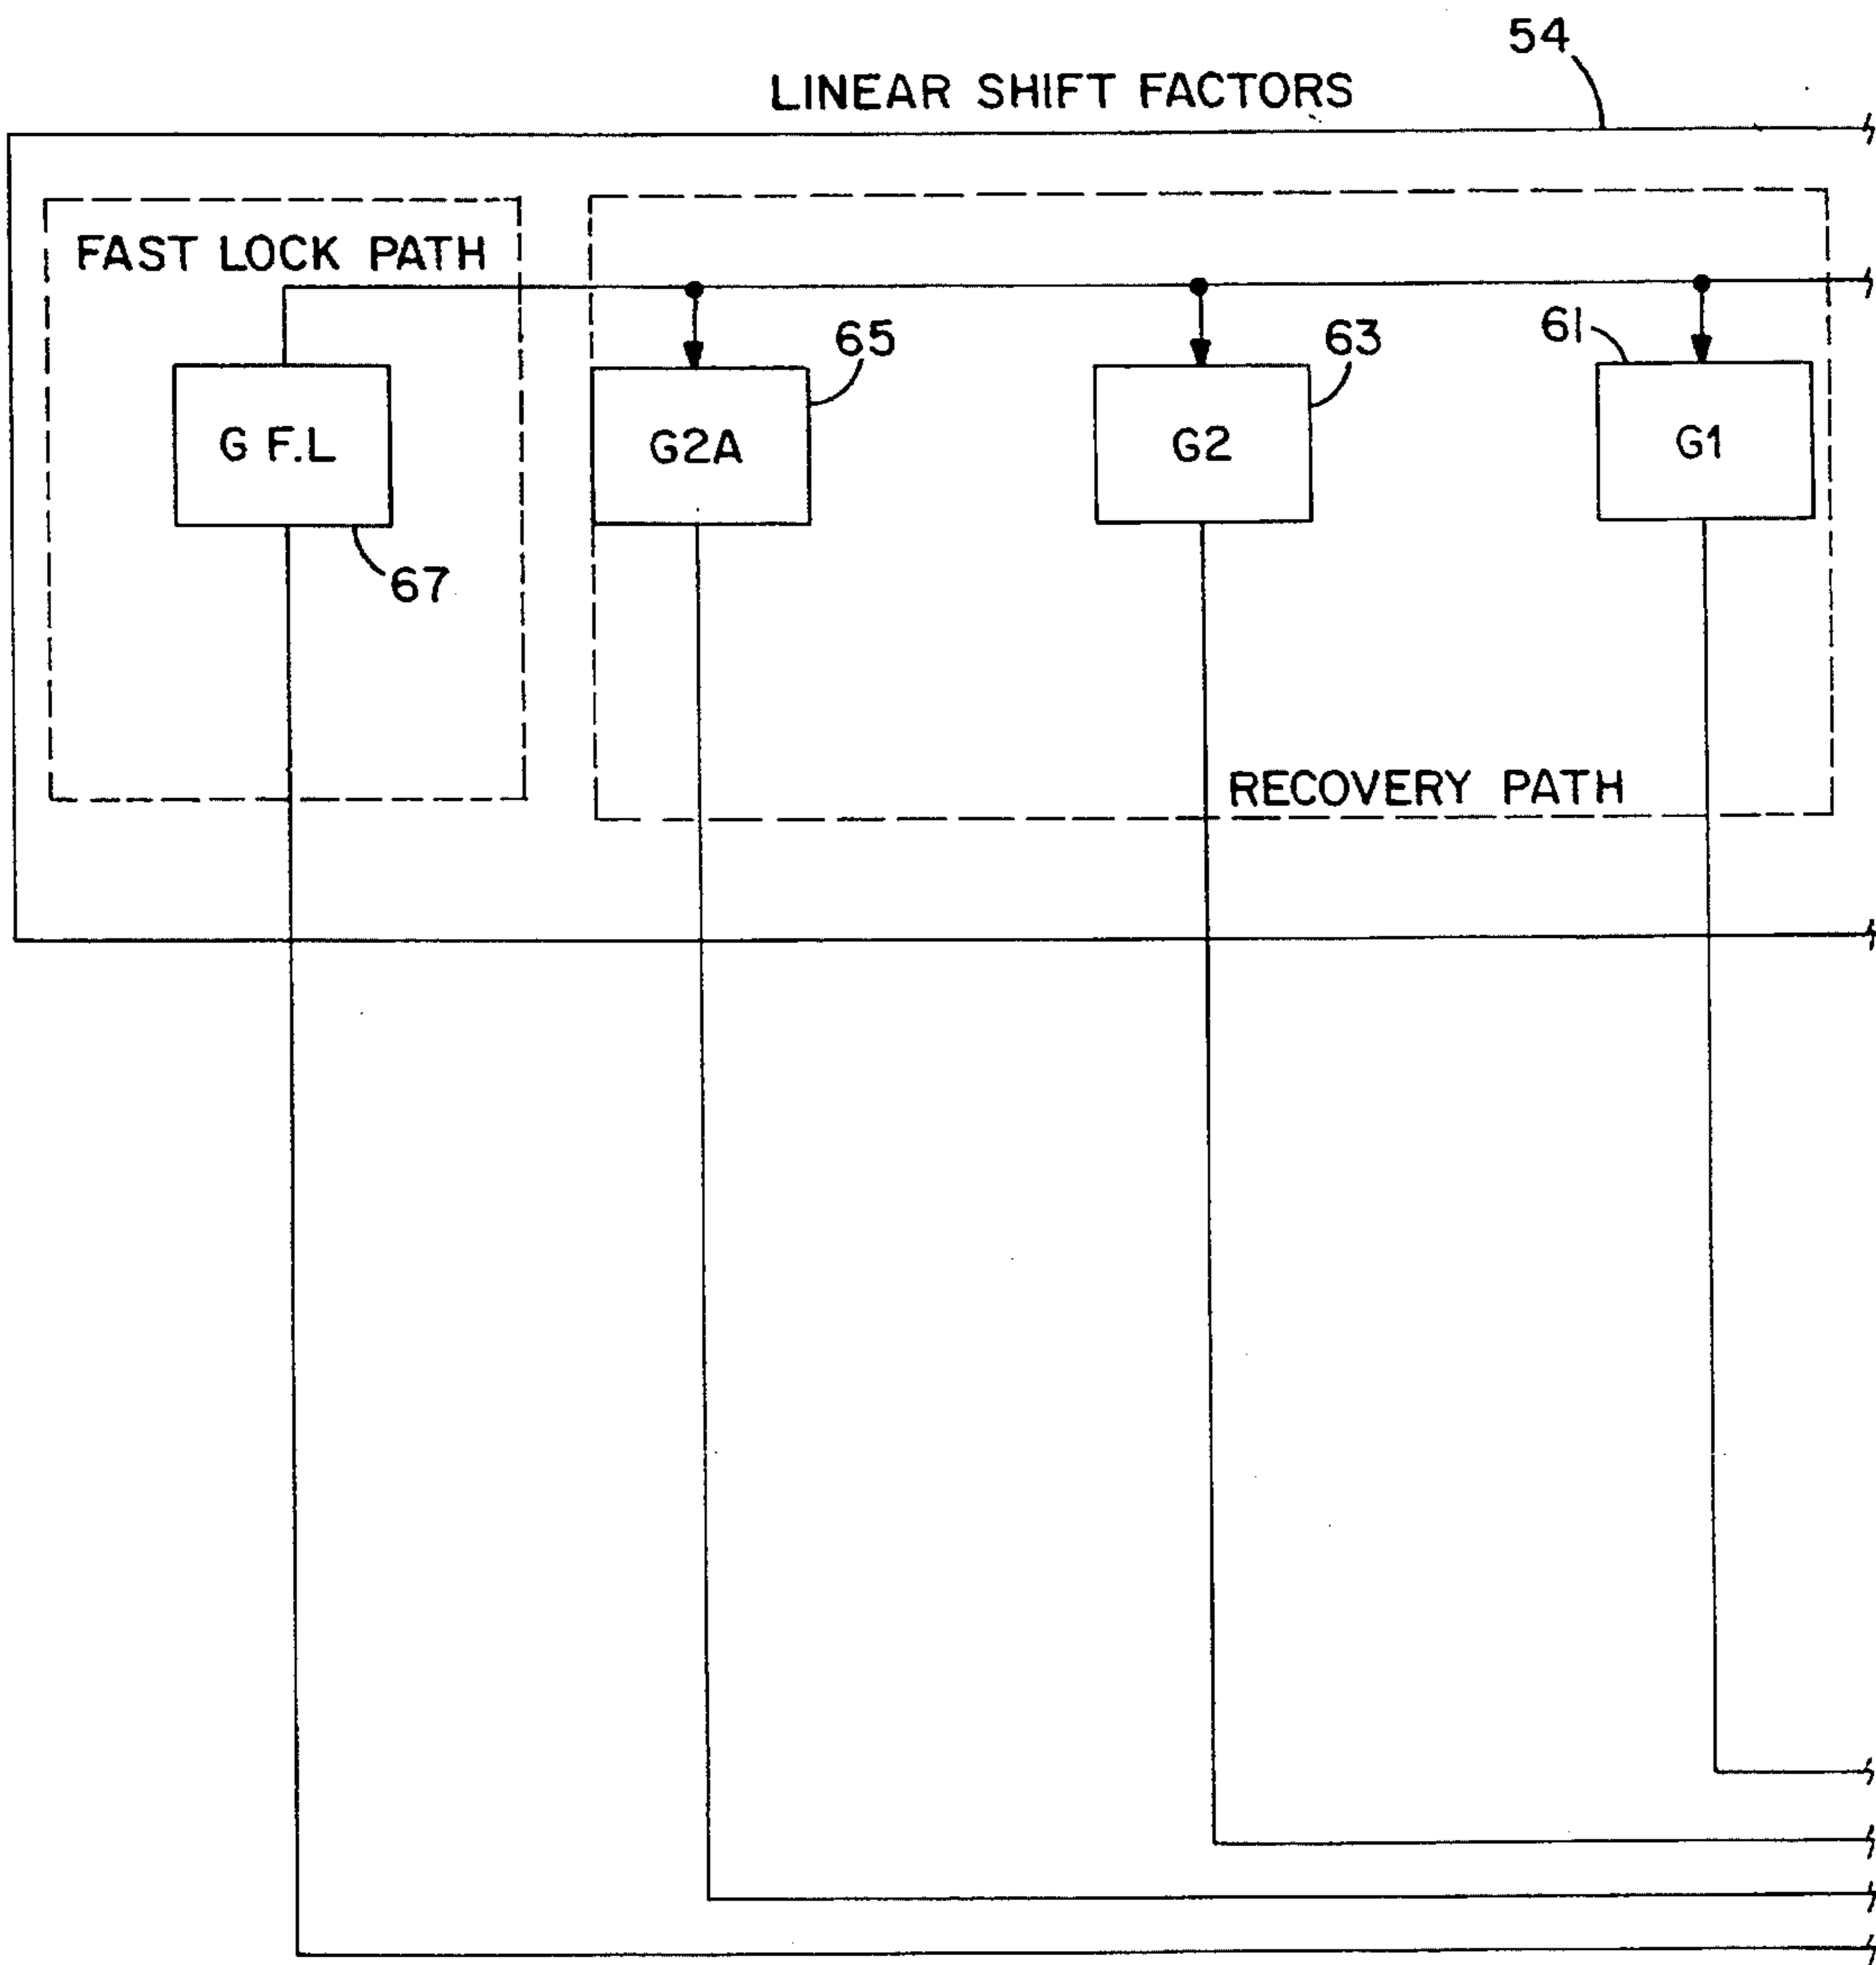 54
LINEAR SHIFT FACTORS
FAST LOCK PATH
65
63
61
G F.L
G2A
G2
G1
67
RECOVERY PATH